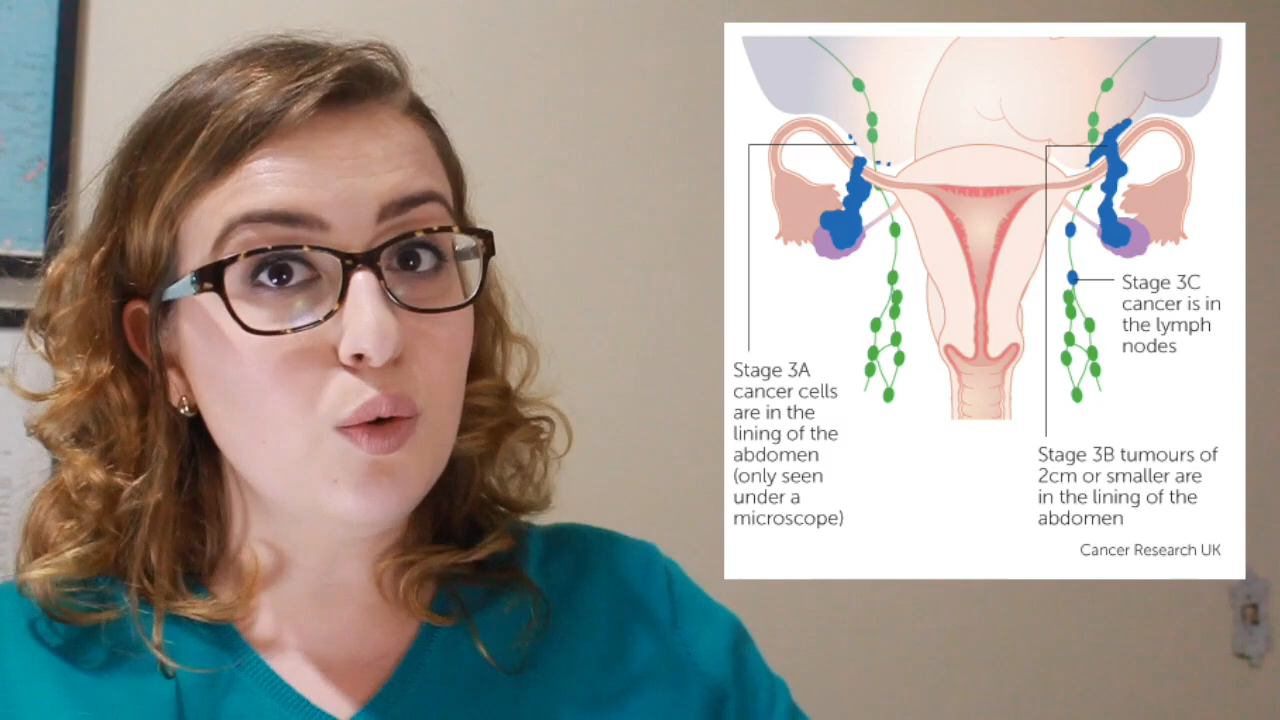 Stage 3A
cancer cells
are in the
lining of the
abdomen
(only seen
under a
microscope)
Stage 3C
cancer is in
the lymph
nodes
Stage 3B tumours of
2cm or smaller are
in the lining of the
abdomen
Cancer Research UK